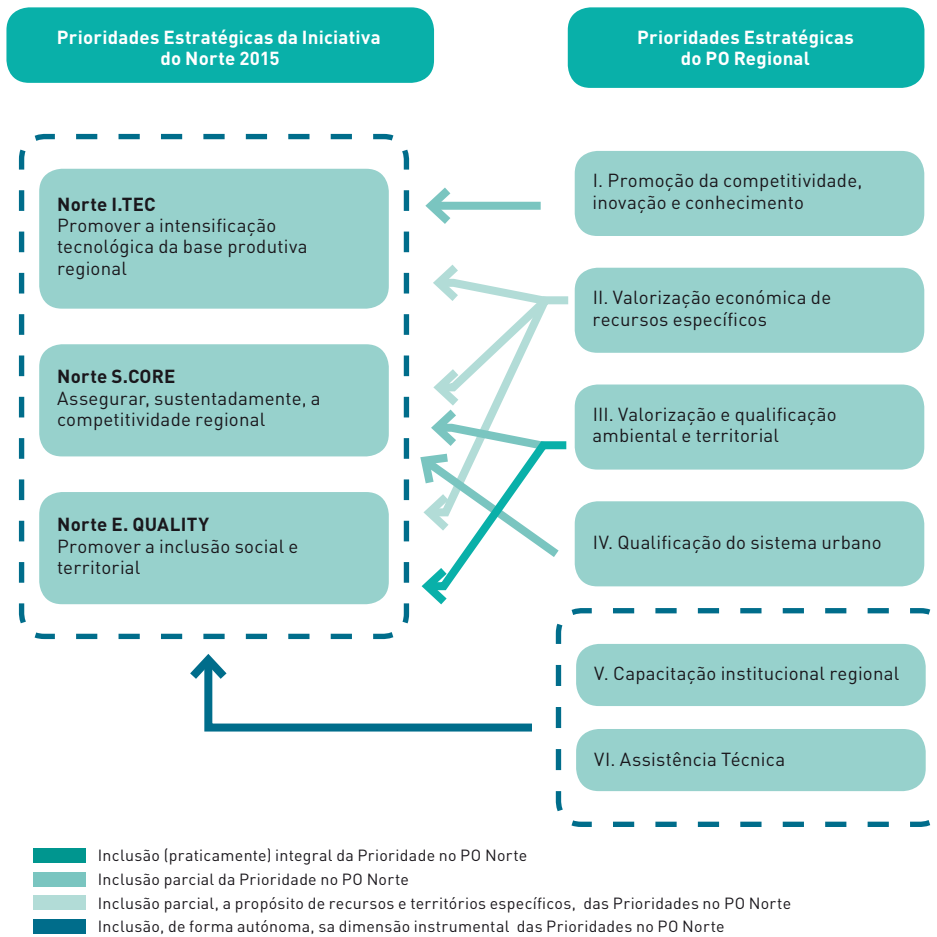 Prioridades Estratégicas da Iniciativa
do Norte 2015
Prioridades Estratégicas
do PO Regional
Norte I.TEC
Promover a intensificação
tecnológica da base produtiva
regional
Norte S.CORE
Assegurar, sustentadamente, a
competitividade regional
Norte E. QUALITY
Promover a inclusão social e
territorial
I. Promoção da competitividade,
inovação e conhecimento
II. Valorização económica de
recursos específicos
III. Valorização e qualificação
ambiental e territorial
IV. Qualificação do sistema urbano
V. Capacitação institucional regional
VI. Assistência Técnica
Inclusão (praticamente) integral da Prioridade no PO Norte
Inclusão parcial da Prioridade no PO Norte
Inclusão parcial, a propósito de recursos e territórios específicos, das Prioridades no PO Norte
Inclusão, de forma autónoma, sa dimensão instrumental das Prioridades no PO Norte